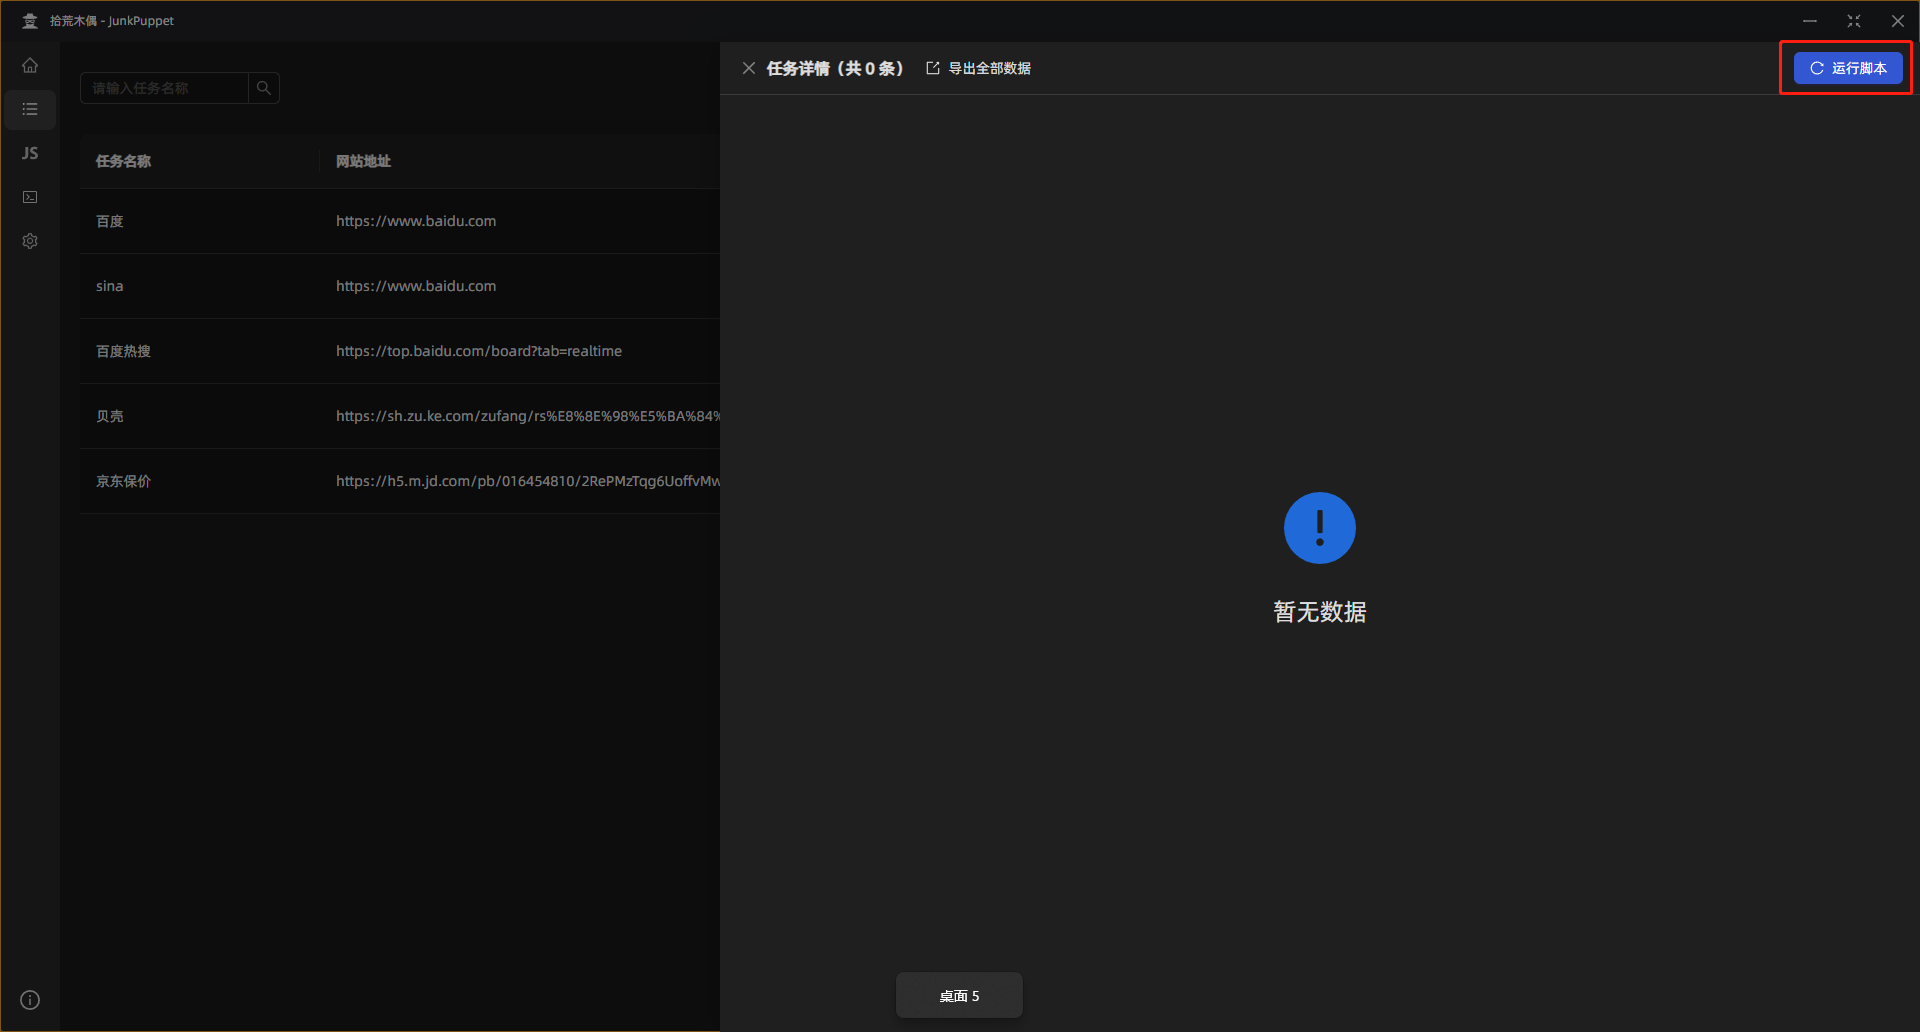 拾荒木偶 - JunkPuppet
任务详情（共 0 条）
导出全部数据
运行脚本
请输入任务名称
JS
任务名称
网站地址
百度
https://www.baidu.com
sina
https://www.baidu.com
百度热搜
https://top.baidu.com/board?tab=realtime
贝壳
https://sh.zu.ke.com/zufang/rs%E8%8E%98%E5%BA%84%
京东保价
https://h5.m.jd.com/pb/016454810/2RePMzTqg6UoffvMw
暂无数据
桌面 5